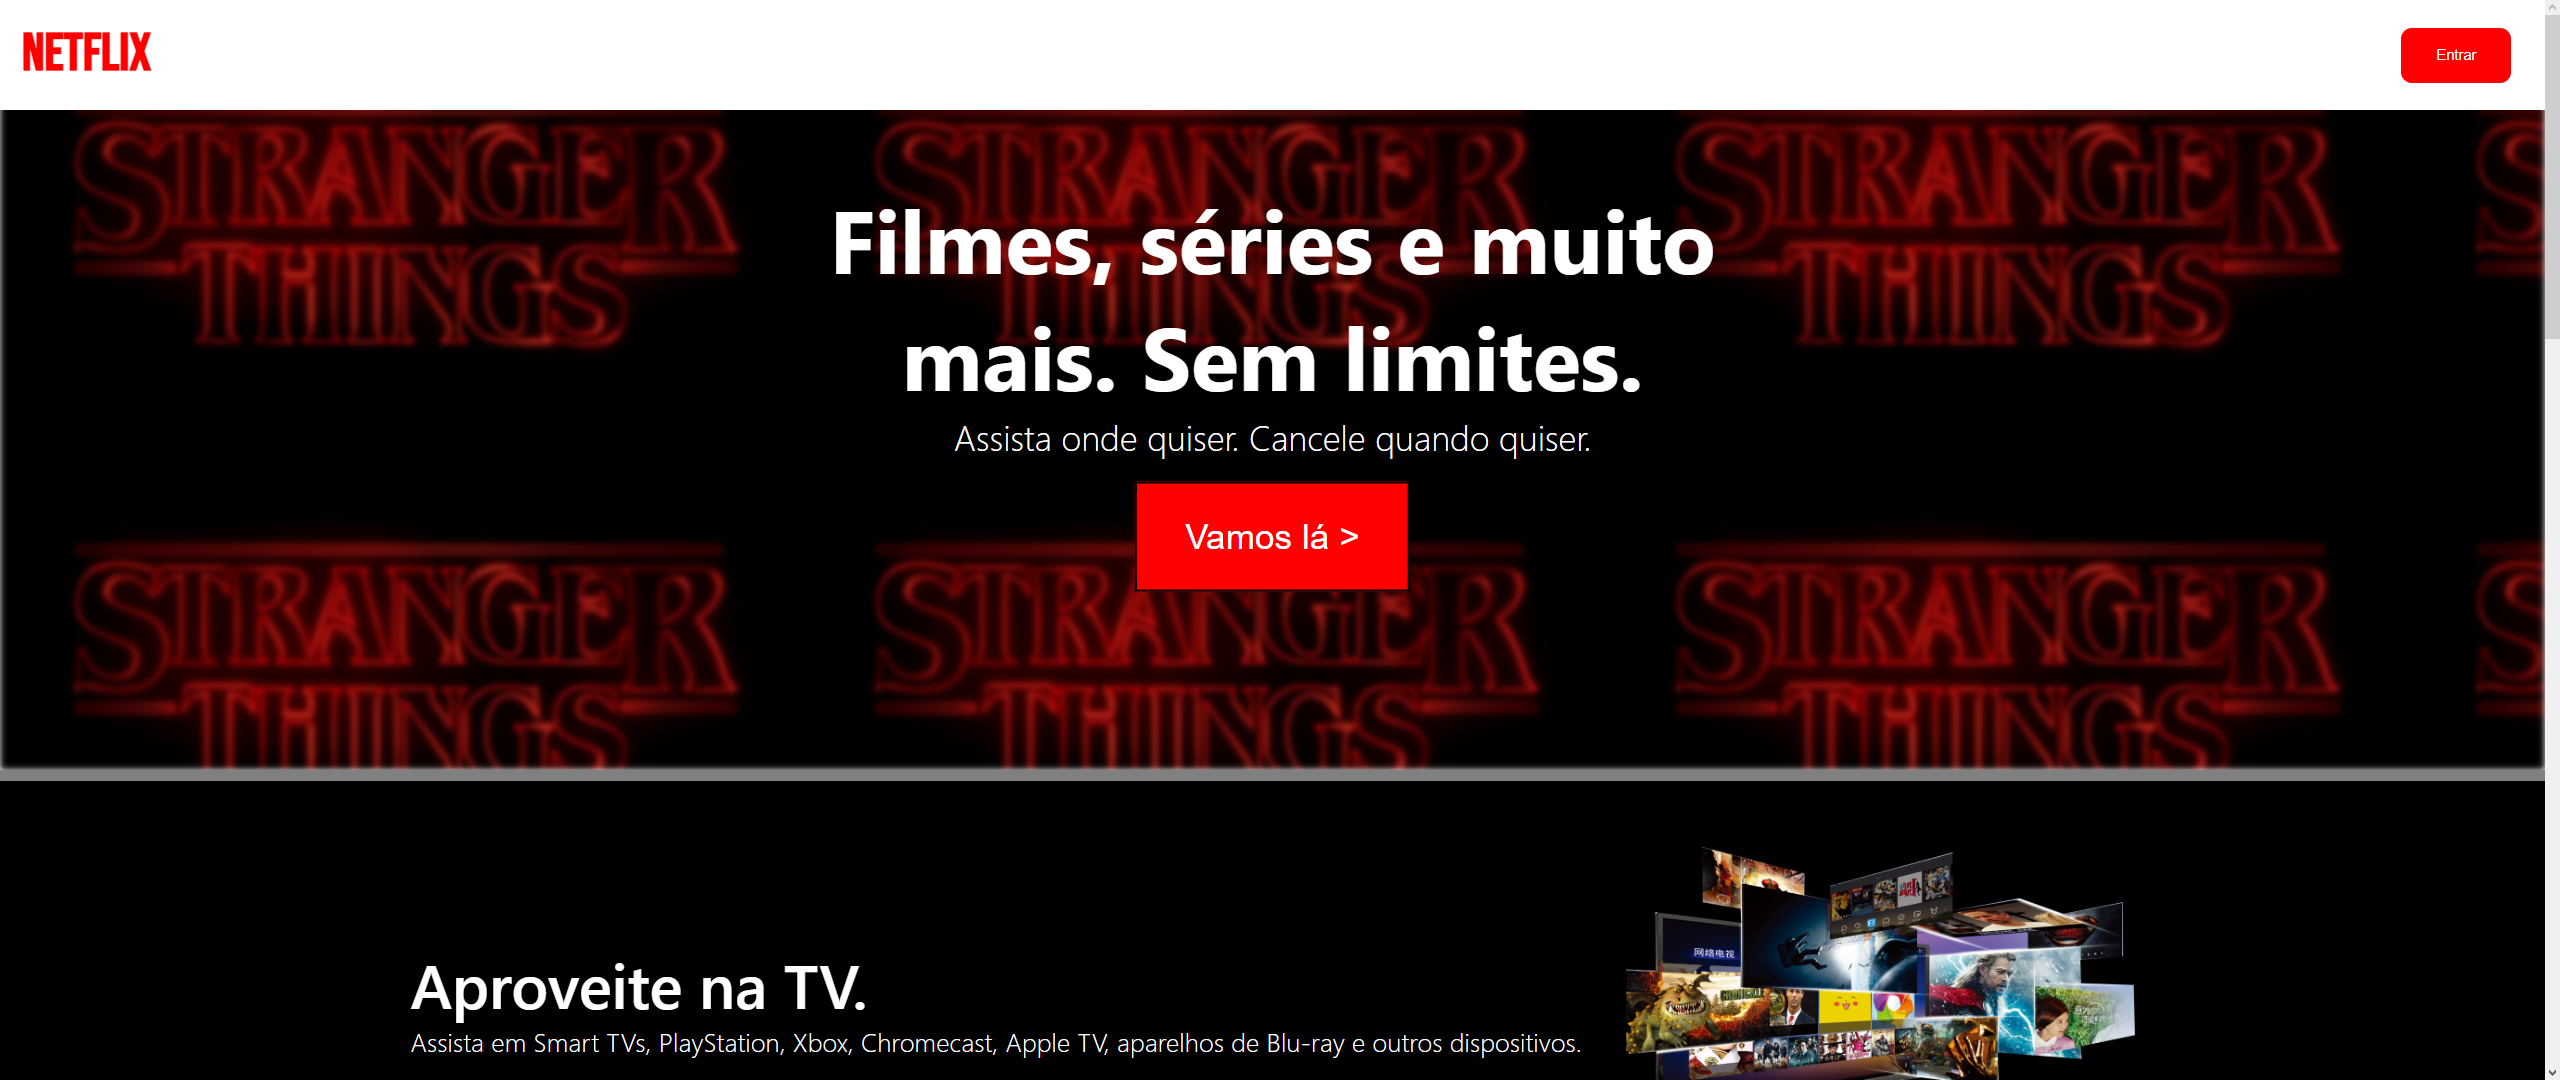 NETFLIX
Entrar
STRANGER STRANGER STRANGER S
THINGS THINGS THINGS
Filmes, séries e muito
mais. Sem limites.
Assista onde quiser. Cancele quando quiser.
Vamos lá >
STRANGER STRANGER STRANGER S
THINGS THINGS THINGS
网络电视
Aproveite na TV.
Assista em Smart TVs, PlayStation, Xbox, Chromecast, Apple TV, aparelhos de Blu-ray e outros dispositivos.